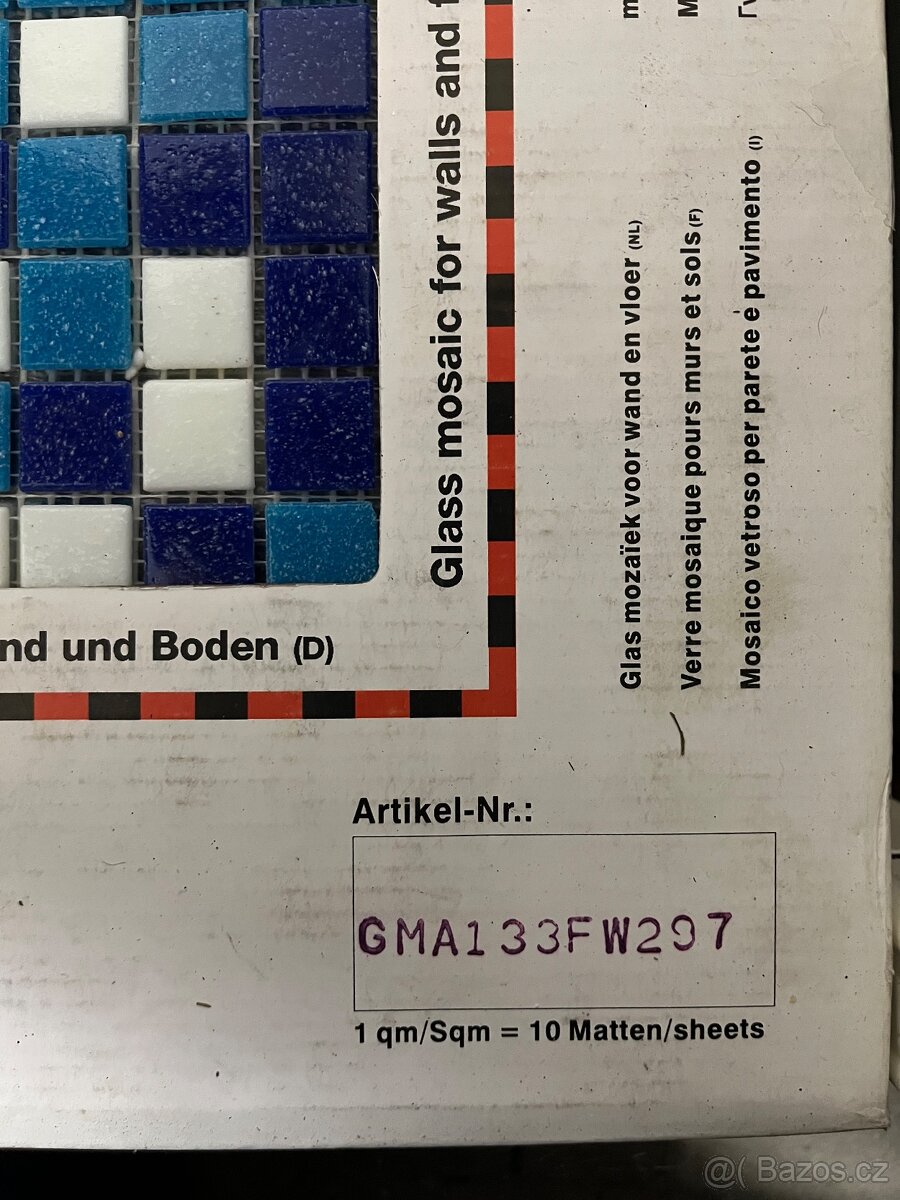 Glass mosaic for walls and
nd und Boden (D)
Glas mozaïek voor wand en vloer (NL)
Verre mosaique pours murs et sols (F)
Mosaico vetroso per parete é pavimento (I)
Artikel-Nr.:
GMA133FW297
1 qm/Sqm = 10 Matten/sheets
@( Bazos.cz